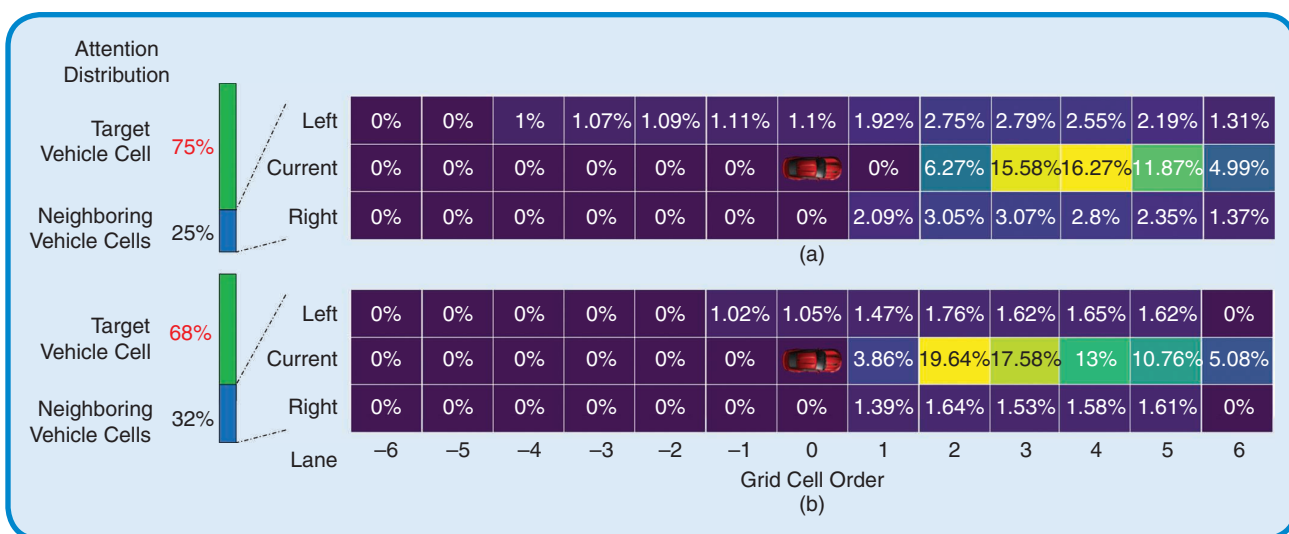 Attention
Distribution
Target
Vehicle Cell
75%
Neighboring
Vehicle Cells
25%
Left 0% 0% 1% 1.07% 1.09% 1.11% 1.1% 1.92% 2.75% 2.79% 2.55% 2.19% 1.31%
Current 0% 0% 0% 0% 0% 0% 0% 6.27% 15.58% 16.27% 11.87% 4.99%
Right 0% 0% 0% 0% 0% 0% 0% 2.09% 3.05% 3.07% 2.8% 2.35% 1.37%
(a)
Target
Vehicle Cell
68%
Neighboring
Vehicle Cells
32%
Left 0% 0% 0% 0% 0% 1.02% 1.05% 1.47% 1.76% 1.62% 1.65% 1.62% 0%
Current 0% 0% 0% 0% 0% 0% 3.86% 19.64% 17.58% 13% 10.76% 5.08%
Right 0% 0% 0% 0% 0% 0% 0% 1.39% 1.64% 1.53% 1.58% 1.61% 0%
Lane –6 –5 –4 –3 –2 –1 0 1 2 3 4 5 6
Grid Cell Order
(b)